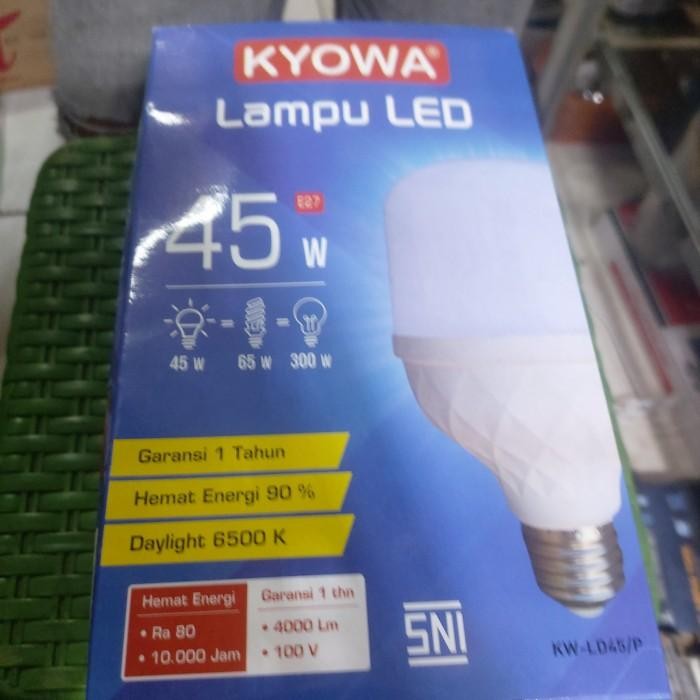 KYOWA®
Lampu LED
45 W
E27
45 W = 65 W = 300 W
Garansi 1 Tahun
Hemat Energi 90 %
Daylight 6500 K
Hemat Energi
• Ra 80
• 10.000 Jam
Garansi 1 thn
• 4000 Lm
• 100 V
SNI
KW-LD45/P